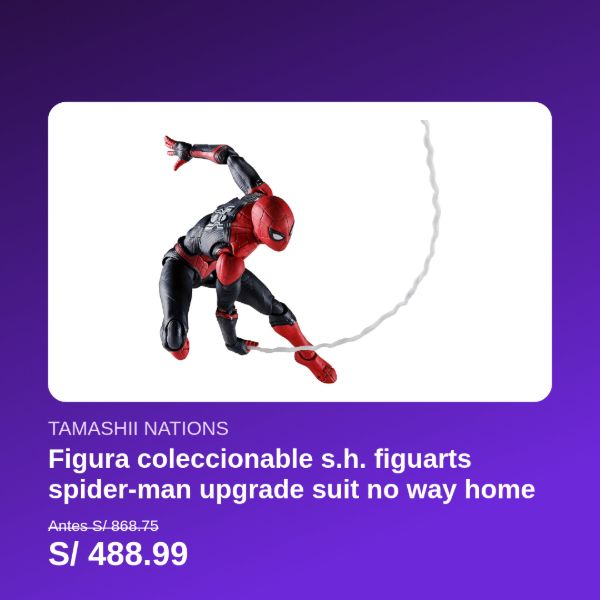 TAMASHII NATIONS
Figura coleccionable s.h. figuarts
spider-man upgrade suit no way home
Antes S/ 868.75
S/ 488.99